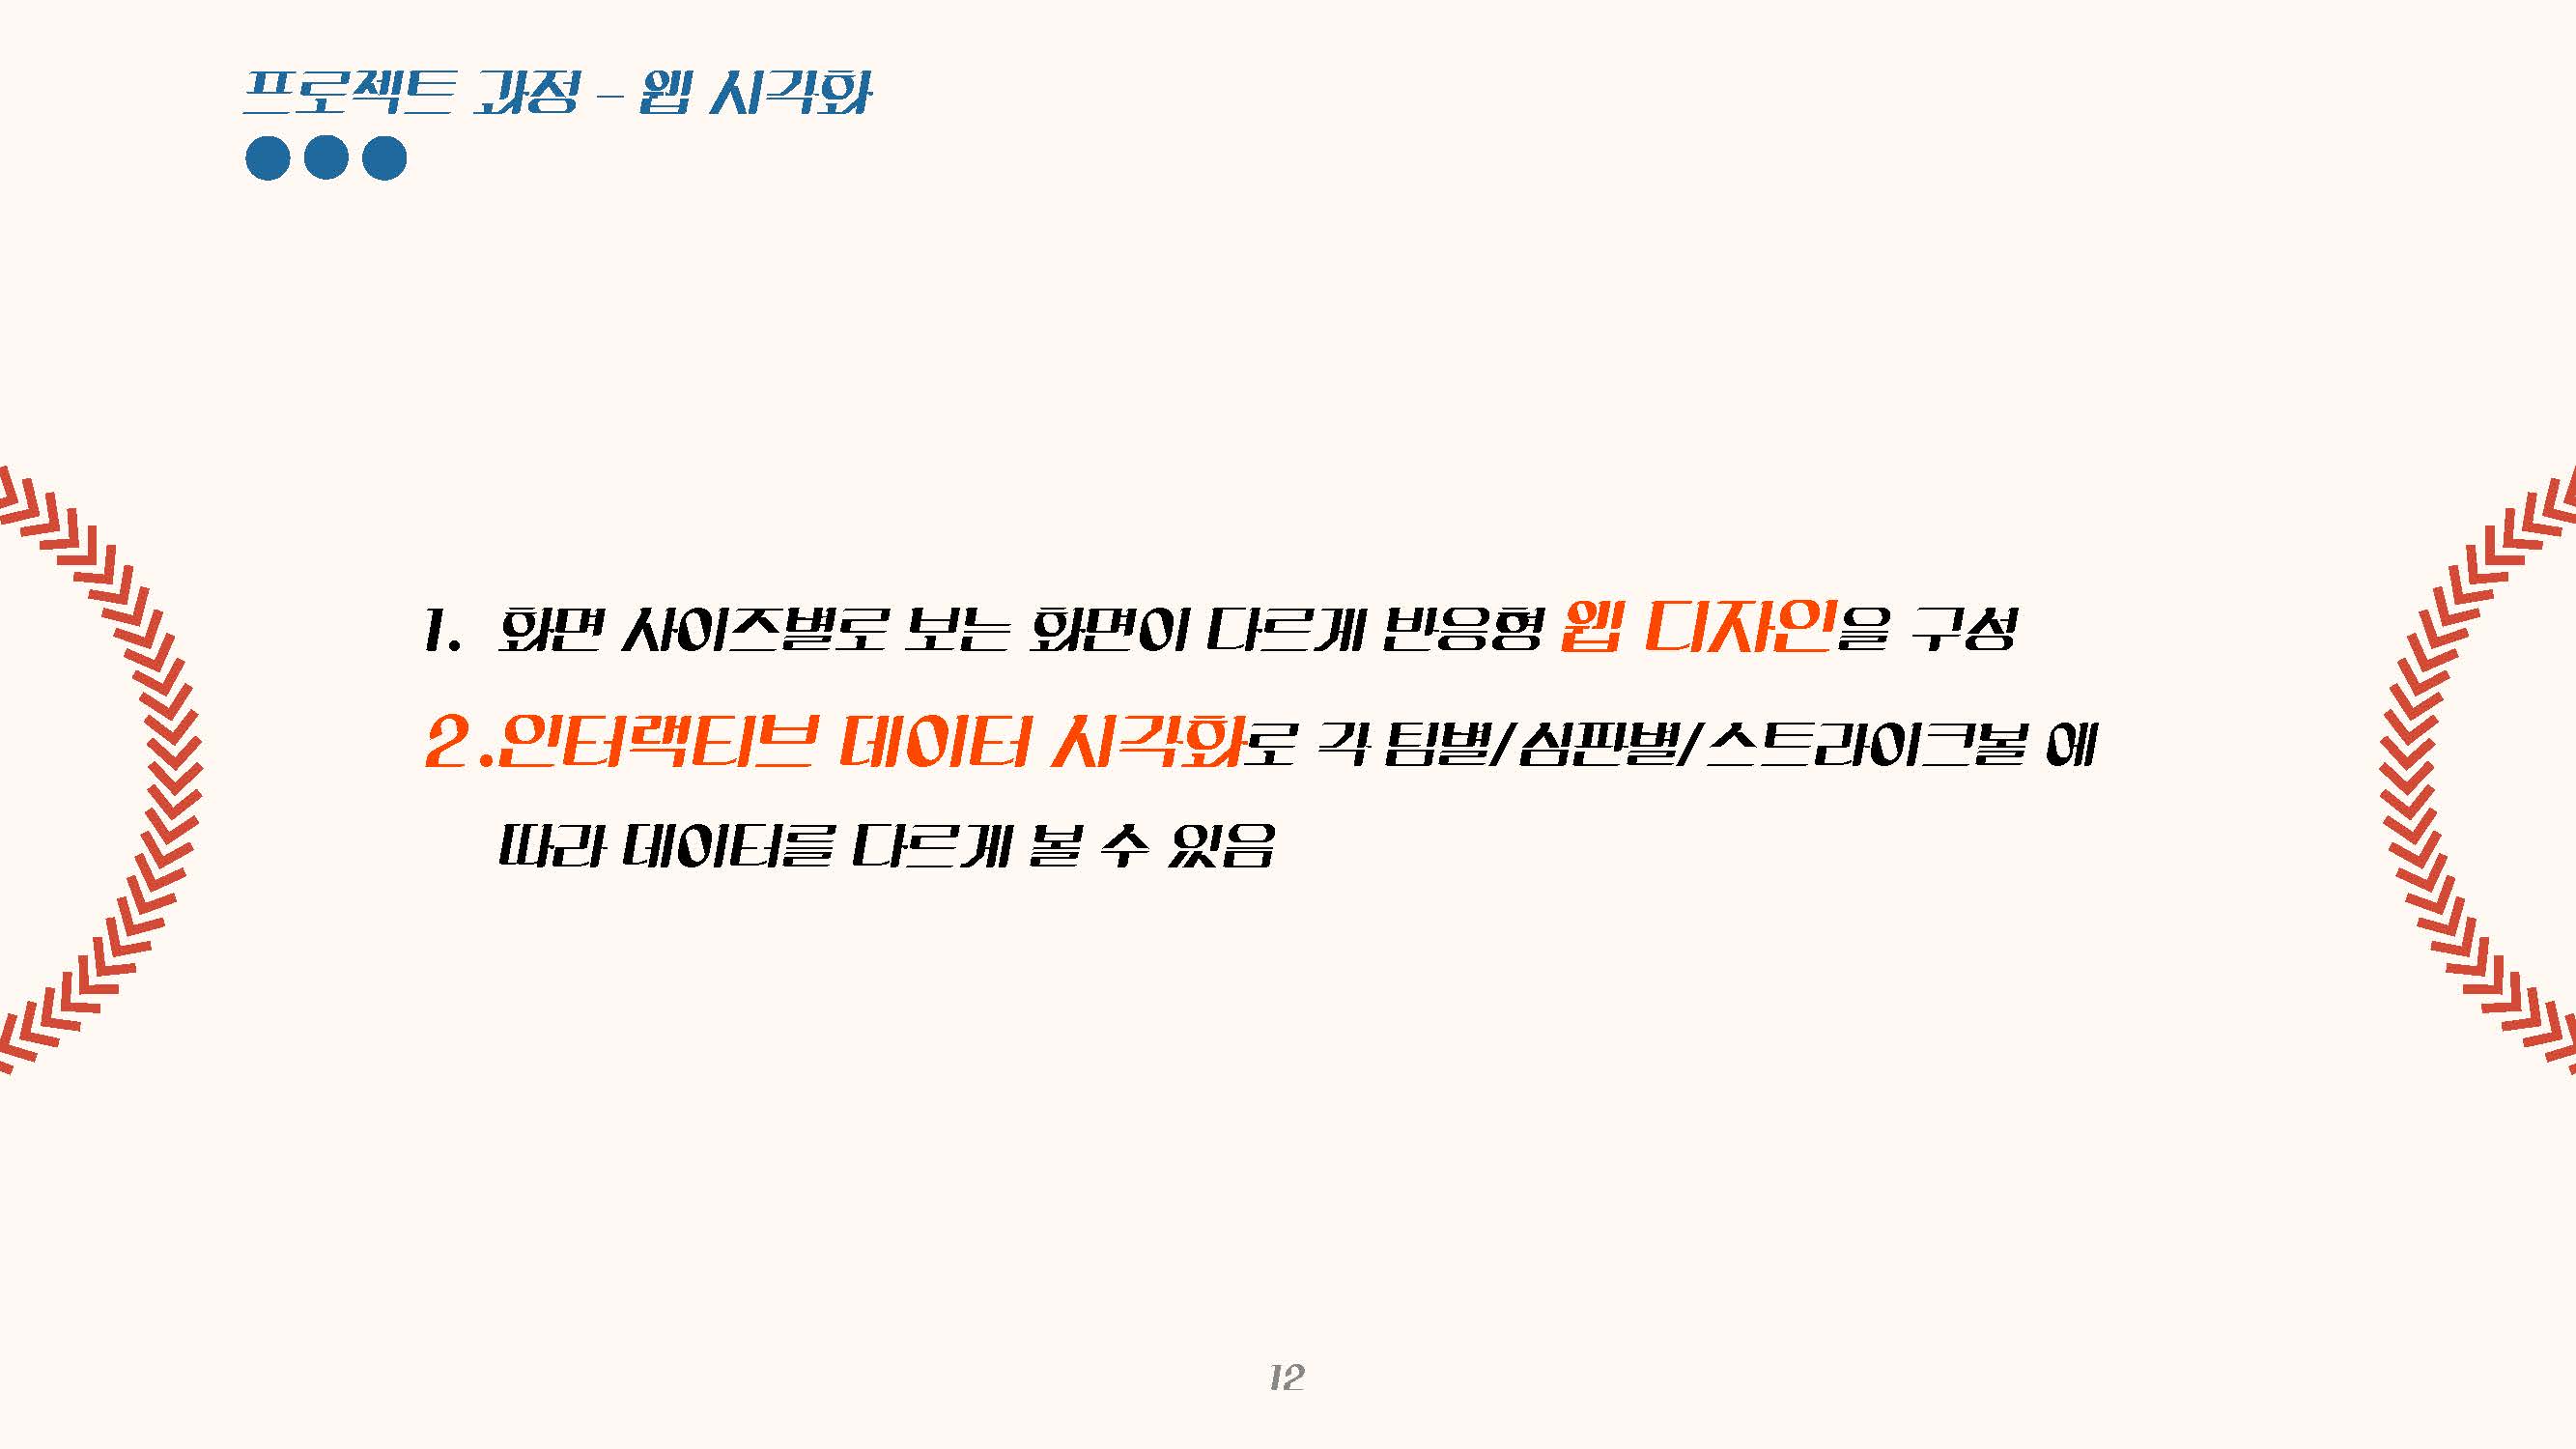 프로젝트 과정 – 웹 시각화
1. 화면 사이즈별로 보는 화면이 다르게 반응형 웹 디자인을 구성
2.인터랙티브 데이터 시각화로 각 팀별/심판별/스트라이크볼 에
따라 데이터를 다르게 볼 수 있음
12